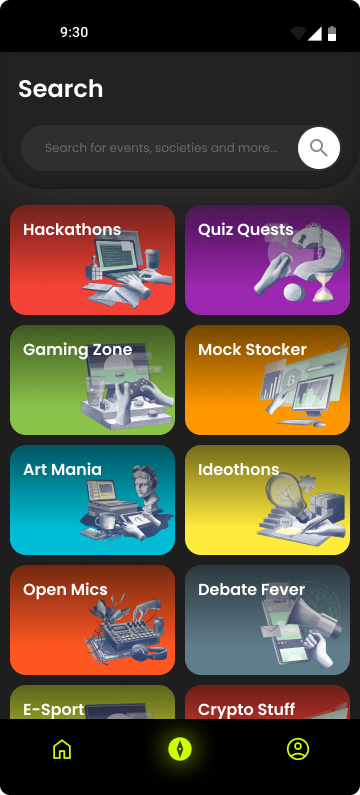 9:30
Search
Search for events, societies and more...
Hackathons
Quiz Quests
Gaming Zone
Mock Stocker
Art Mania
Ideothons
Open Mics
Debate Fever
E-Sport
Crypto Stuff